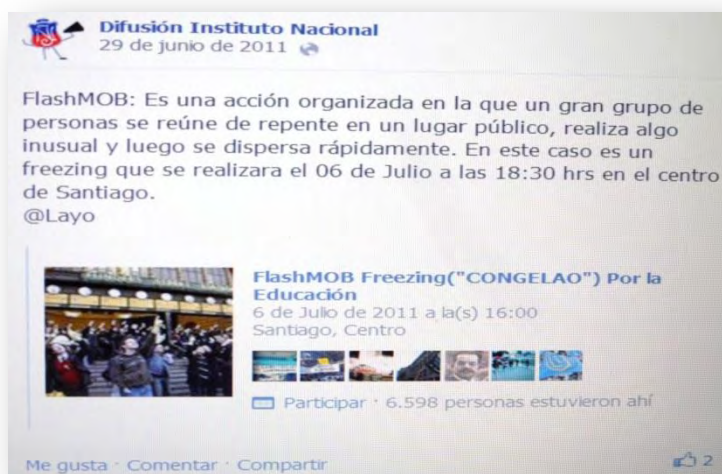 Difusión Instituto Nacional
29 de junio de 2011
FlashMOB: Es una acción organizada en la que un gran grupo de
personas se reúne de repente en un lugar público, realiza algo
inusual y luego se dispersa rápidamente. En este caso es un
freezing que se realizara el 06 de Julio a las 18:30 hrs en el centro
de Santiago.
@Layo
FlashMOB Freezing("CONGELAO") Por la
Educación
6 de Julio de 2011 a la(s) 16:00
Santiago, Centro
Participar · 6.598 personas estuvieron ahí
Me gusta · Comentar · Compartir
2